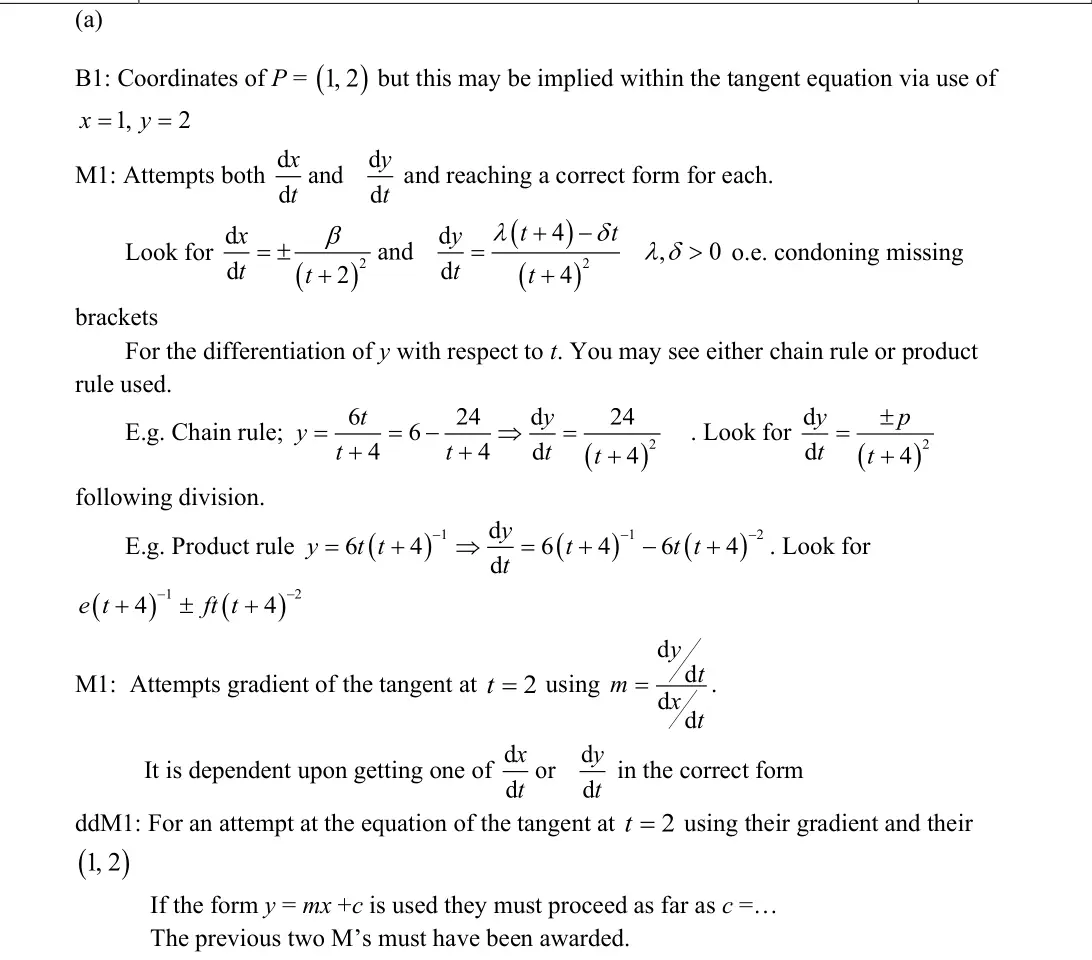 (a)
B1: Coordinates of P = (1, 2) but this may be implied within the tangent equation via use of
x = 1, y = 2
M1: Attempts both dx/dt and dy/dt and reaching a correct form for each.
Look for dx/dt = ± β/(t + 2)² and dy/dt = (λ(t + 4) − δt)/(t + 4)² λ, δ > 0 o.e. condoning missing
brackets
For the differentiation of y with respect to t. You may see either chain rule or product
rule used.
E.g. Chain rule; y = 6t/(t + 4) = 6 − 24/(t + 4) ⇒ dy/dt = 24/(t + 4)² . Look for dy/dt = ±p/(t + 4)²
following division.
E.g. Product rule y = 6t(t + 4)⁻¹ ⇒ dy/dt = 6(t + 4)⁻¹ − 6t(t + 4)⁻² . Look for
e(t + 4)⁻¹ ± ft(t + 4)⁻²
M1: Attempts gradient of the tangent at t = 2 using m = (dy/dt)/(dx/dt) .
It is dependent upon getting one of dx/dt or dy/dt in the correct form
ddM1: For an attempt at the equation of the tangent at t = 2 using their gradient and their
(1, 2)
If the form y = mx +c is used they must proceed as far as c =…
The previous two M's must have been awarded.